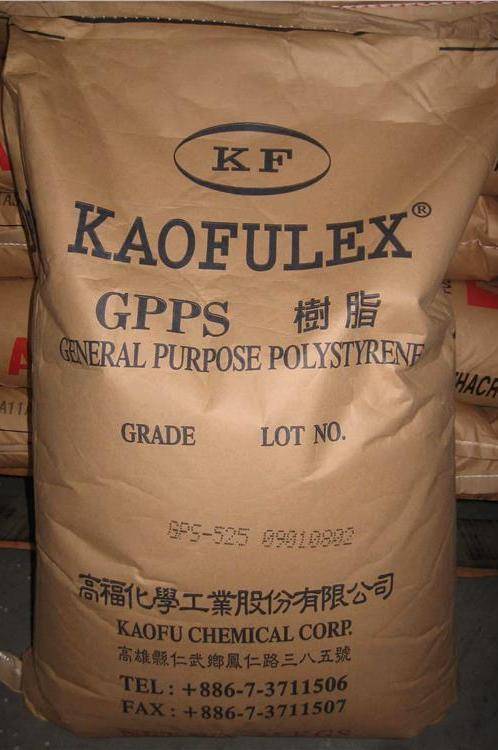 KF
KAOFULEX®
GPPS 樹脂
GENERAL PURPOSE POLYSTYRENE
GRADE LOT NO.
GPS-525 09010802
高福化學工業股份有限公司
KAOFU CHEMICAL CORP.
高雄縣仁武鄉鳳仁路三八五號
TEL : +886-7-3711506
FAX : +886-7-3711507